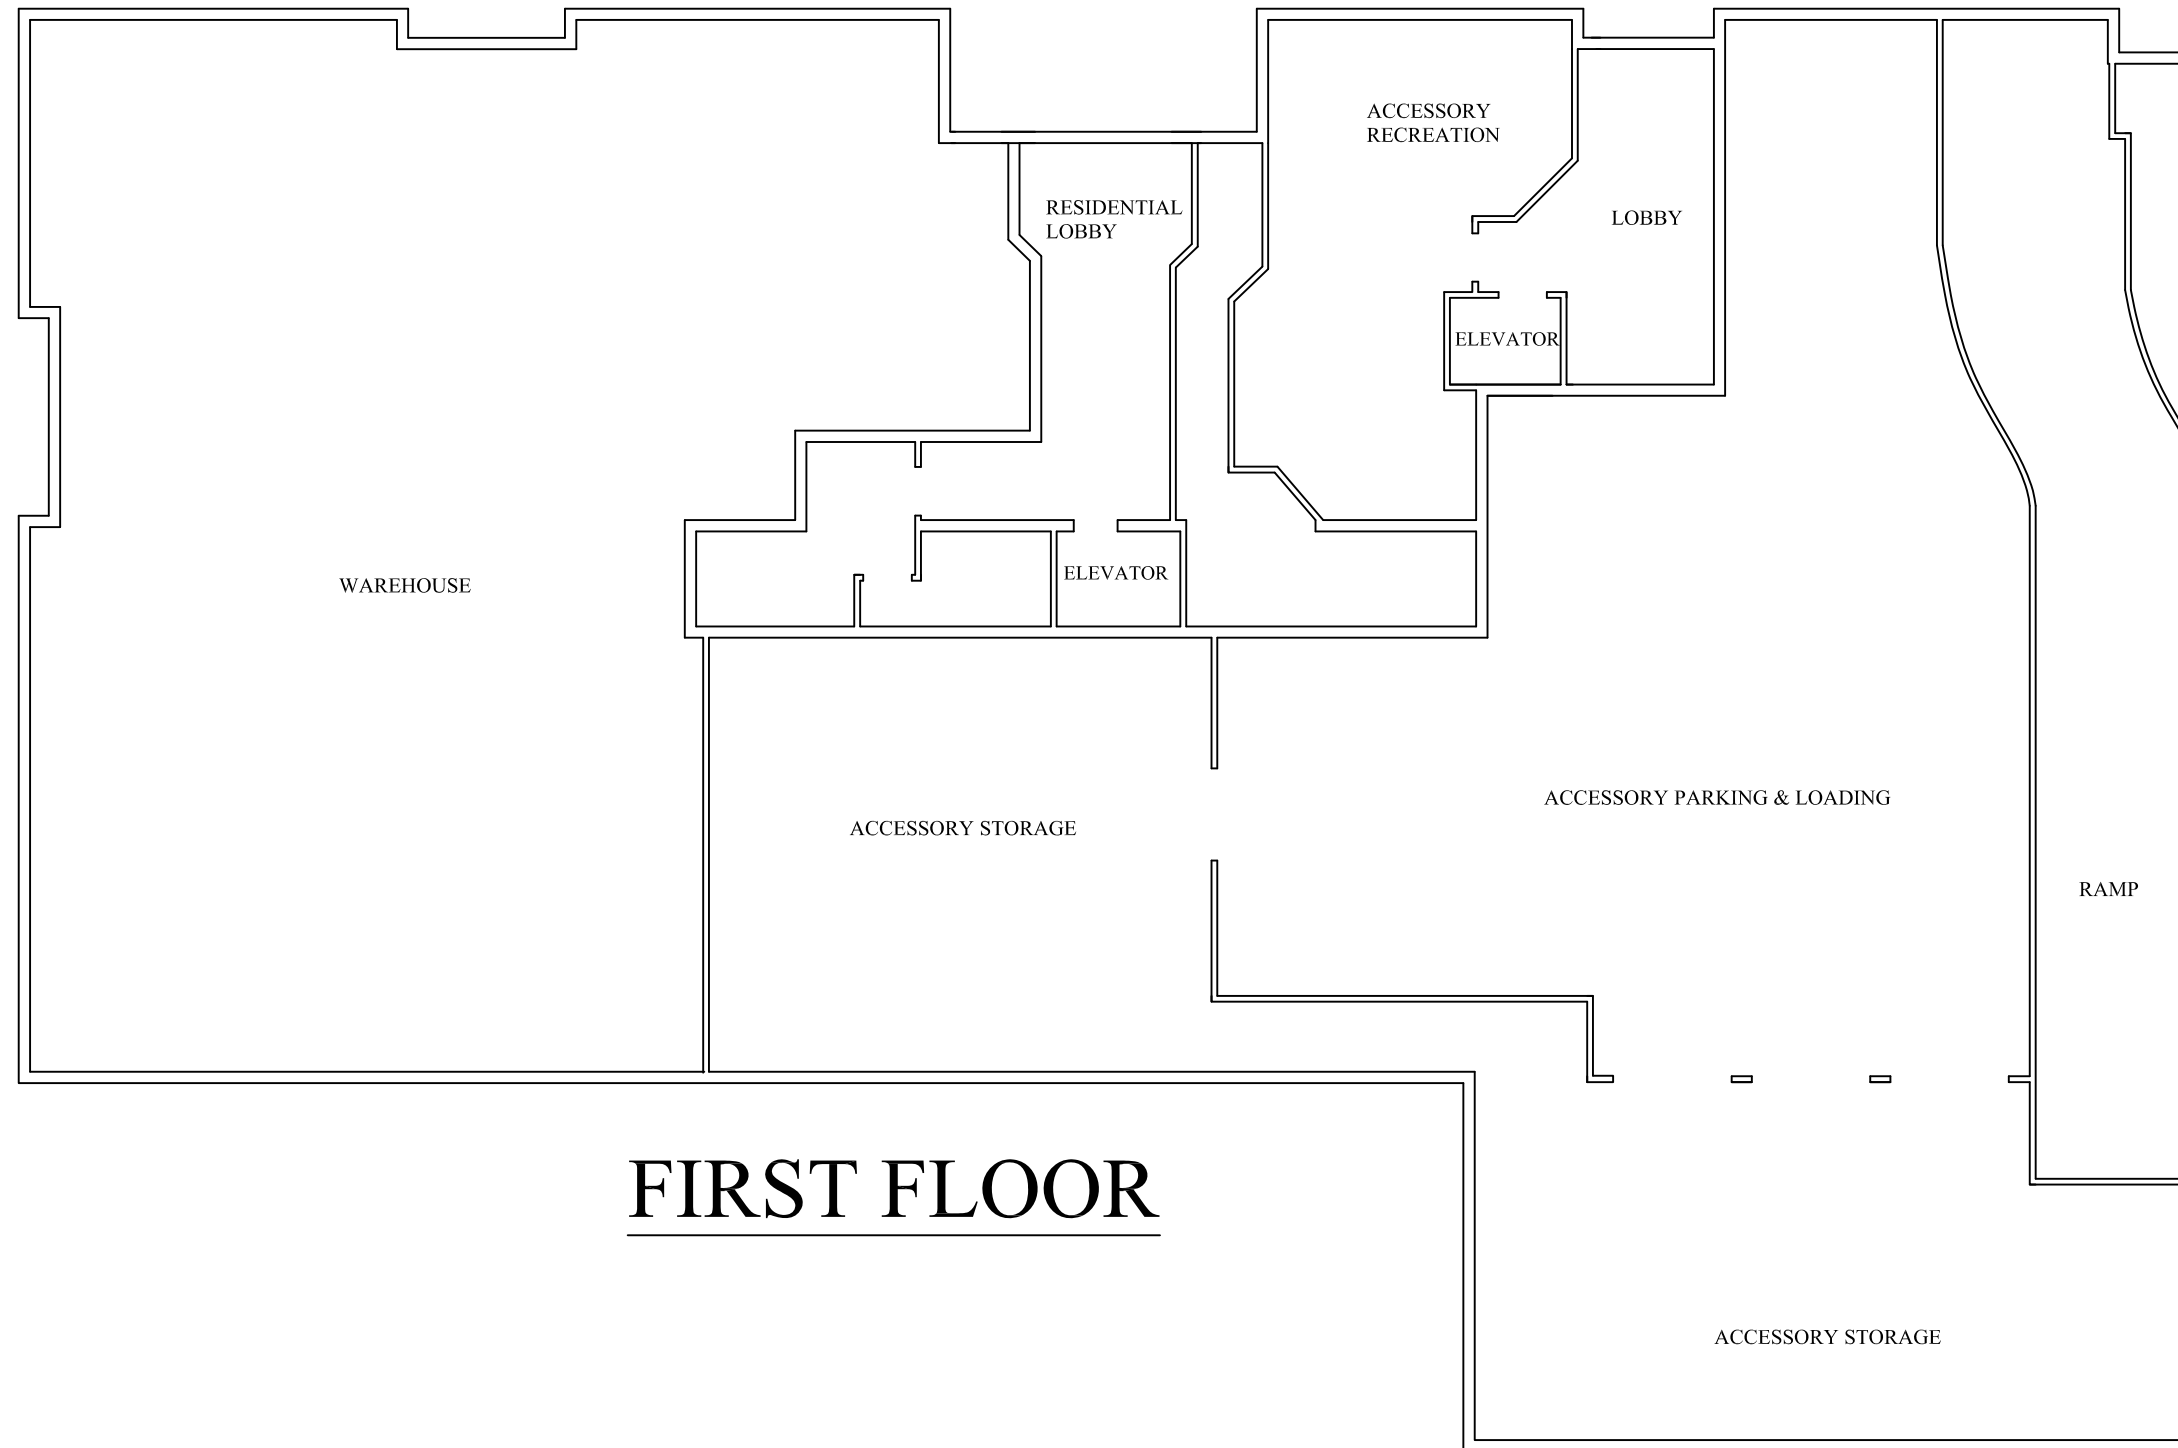 ACCESSORY
RECREATION
RESIDENTIAL
LOBBY
LOBBY
ELEVATOR
ELEVATOR
WAREHOUSE
ACCESSORY PARKING & LOADING
ACCESSORY STORAGE
RAMP
FIRST FLOOR
ACCESSORY STORAGE